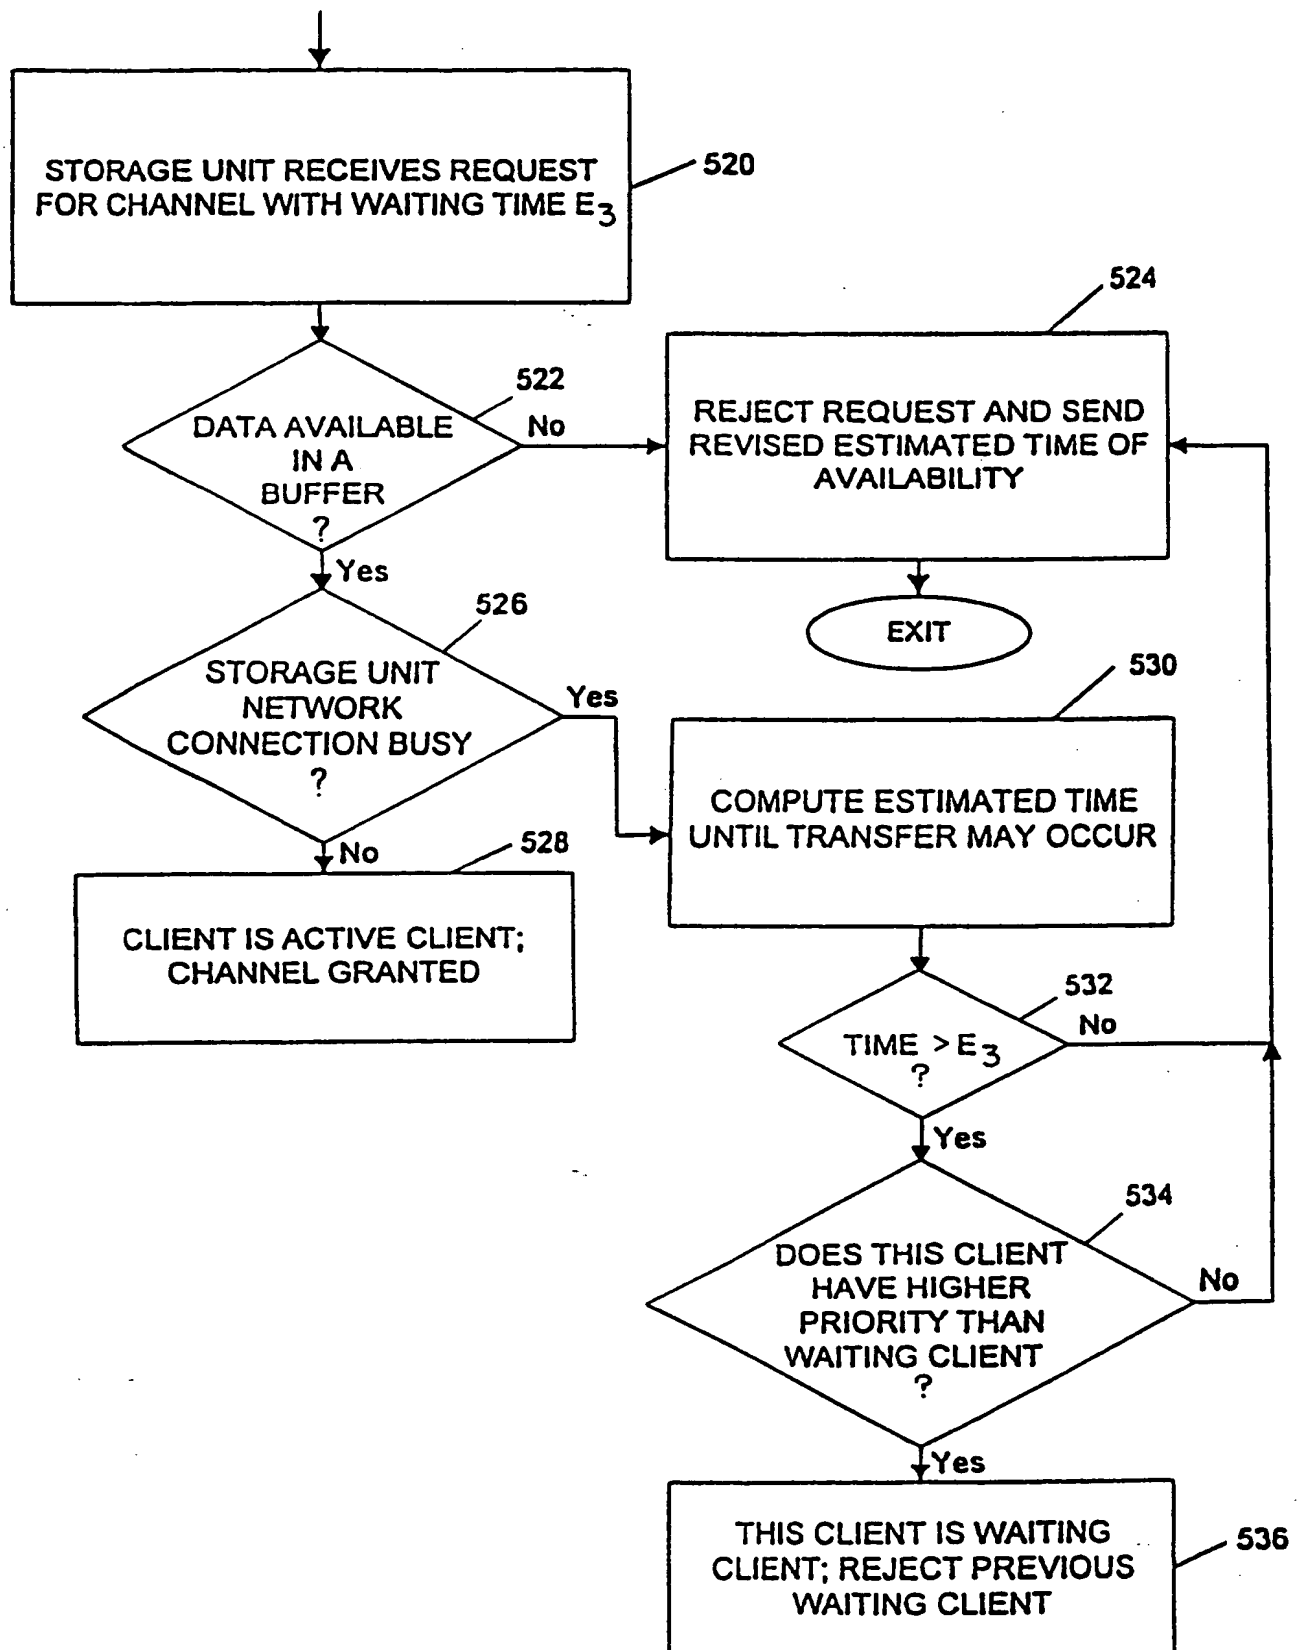 STORAGE UNIT RECEIVES REQUEST
FOR CHANNEL WITH WAITING TIME E3
520
522
DATA AVAILABLE
IN A
BUFFER
?
No
Yes
524
REJECT REQUEST AND SEND
REVISED ESTIMATED TIME OF
AVAILABILITY
EXIT
526
STORAGE UNIT
NETWORK
CONNECTION BUSY
?
Yes
No
528
CLIENT IS ACTIVE CLIENT;
CHANNEL GRANTED
530
COMPUTE ESTIMATED TIME
UNTIL TRANSFER MAY OCCUR
532
TIME > E3
?
No
Yes
534
DOES THIS CLIENT
HAVE HIGHER
PRIORITY THAN
WAITING CLIENT
?
No
Yes
THIS CLIENT IS WAITING
CLIENT; REJECT PREVIOUS
WAITING CLIENT
536